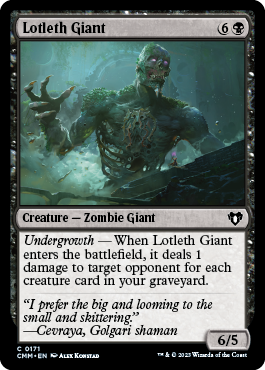 Lotleth Giant 6
Creature — Zombie Giant
Undergrowth — When Lotleth Giant
enters the battlefield, it deals 1
damage to target opponent for each
creature card in your graveyard.
“I prefer the big and looming to the
small and skittering.”
—Cevraya, Golgari shaman
6/5
C 0171
CMM • EN Alex Konstad
™ & © 2023 Wizards of the Coast